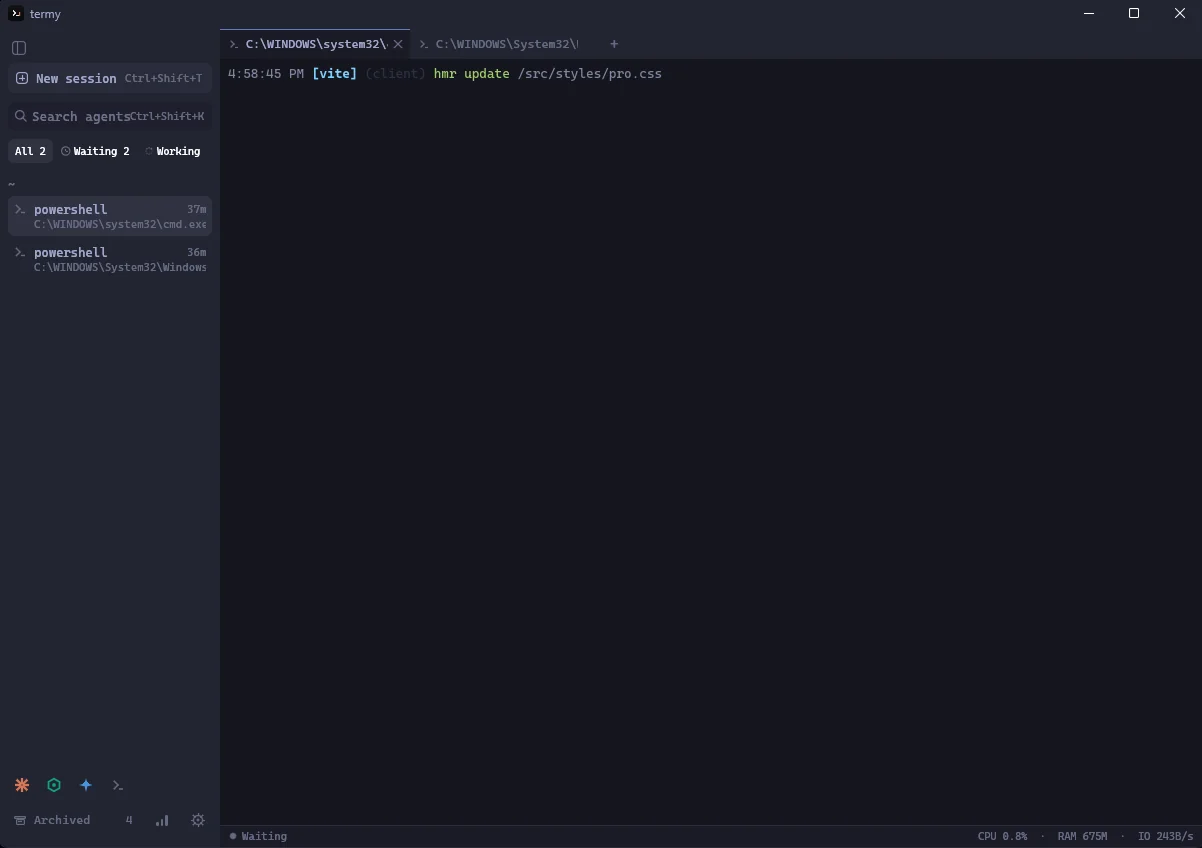 termy
New session Ctrl+Shift+T
Search agents Ctrl+Shift+K
All 2 Waiting 2 Working
~
powershell 37m
C:\WINDOWS\system32\cmd.exe
powershell 36m
C:\WINDOWS\System32\Windows
Archived 4
C:\WINDOWS\system32\
C:\WINDOWS\System32\
4:58:45 PM [vite] (client) hmr update /src/styles/pro.css
Waiting
CPU 0.8% · RAM 675M · IO 243B/s